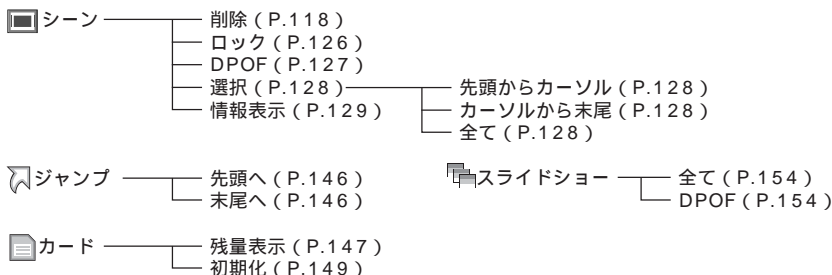 シーン 削除(P.118)
ロック(P.126)
DPOF(P.127)
選択(P.128) 先頭からカーソル(P.128)
情報表示(P.129) カーソルから末尾(P.128)
全て(P.128)
ジャンプ 先頭へ(P.146) スライドショー 全て(P.154)
末尾へ(P.146) DPOF(P.154)
カード 残量表示(P.147)
初期化(P.149)